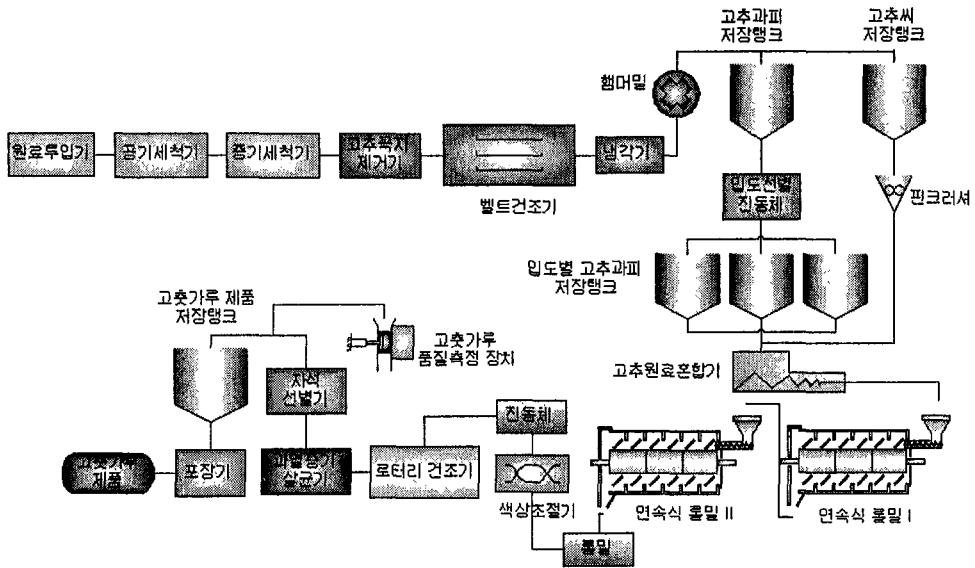 고추과피
저장탱크
고추씨
저장탱크
햄머밀
원료투입기
공기세척기
증기세척기
고추꼭지
제거기
냉각기
벨트건조기
입도선별
진동체
핀크러셔
입도별 고추과피
저장탱크
고춧가루 제품
저장탱크
고춧가루
품질측정 장치
고추원료혼합기
자석
선별기
진동체
고춧가루
제품
포장기
과열증기
살균기
로터리 건조기
색상조절기
롤밀
연속식 롤밀 II
연속식 롤밀 I